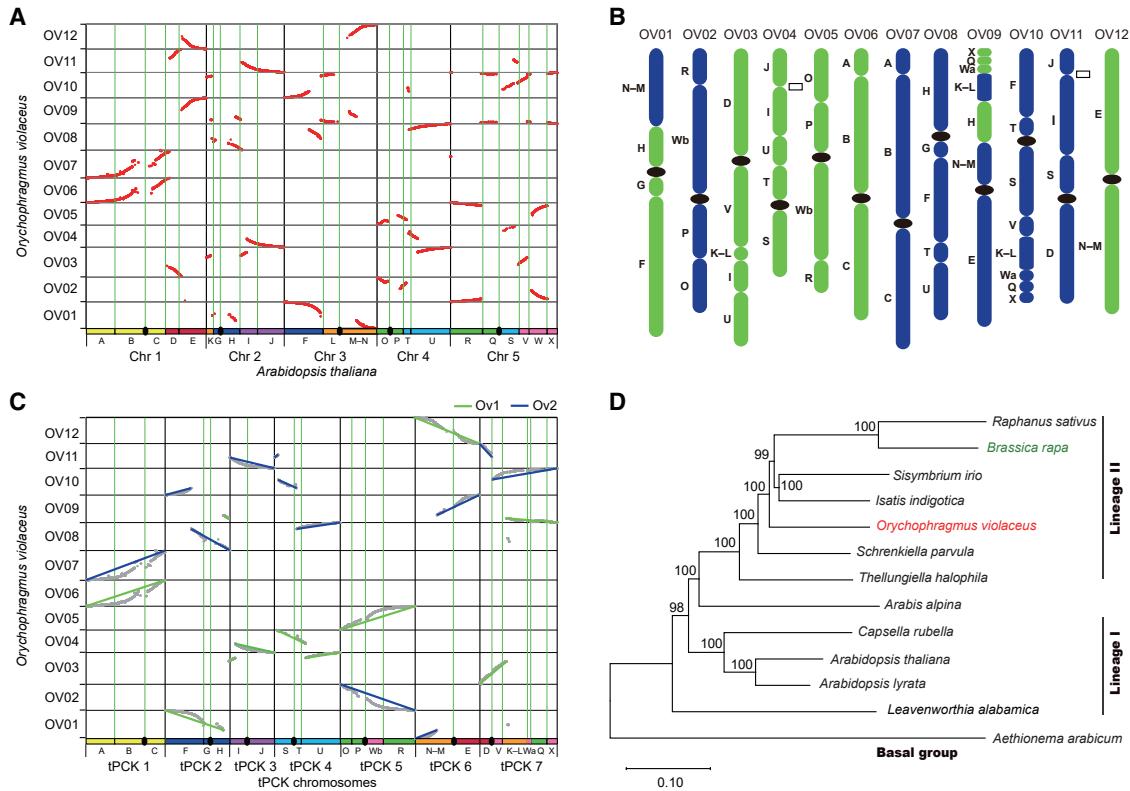 A
OV12
OV11
OV10
OV09
OV08
OV07
OV06
OV05
OV04
OV03
OV02
OV01
Orychophragmus violaceus
A B C D E K G H I J F L M–N O P T U R Q S V W X
Chr 1 Chr 2 Chr 3 Chr 4 Chr 5
Arabidopsis thaliana
B
OV01 OV02 OV03 OV04 OV05 OV06 OV07 OV08 OV09 OV10 OV11 OV12
N–M
H
G
F
R
Wb
P
O
D
V
K–L
I
U
J
I
U
T
S
O
P
Wb
R
A
B
C
A
B
C
H
G
F
T
U
X
Q
Wa
K–L
H
N–M
E
F
T
S
V
K–L
Wa
Q
X
J
I
S
D
E
N–M
C
Ov1 Ov2
OV12
OV11
OV10
OV09
OV08
OV07
OV06
OV05
OV04
OV03
OV02
OV01
Orychophragmus violaceus
A B C F G H I J S T U O P Wb R N–M E D V K–L Wa Q X
tPCK 1 tPCK 2 tPCK 3 tPCK 4 tPCK 5 tPCK 6 tPCK 7
tPCK chromosomes
D
Raphanus sativus
Brassica rapa
Sisymbrium irio
Isatis indigotica
Orychophragmus violaceus
Schrenkiella parvula
Thellungiella halophila
Arabis alpina
Capsella rubella
Arabidopsis thaliana
Arabidopsis lyrata
Leavenworthia alabamica
Aethionema arabicum
100
99
100
100
100
100
100
98
100
100
Lineage II
Lineage I
Basal group
0.10